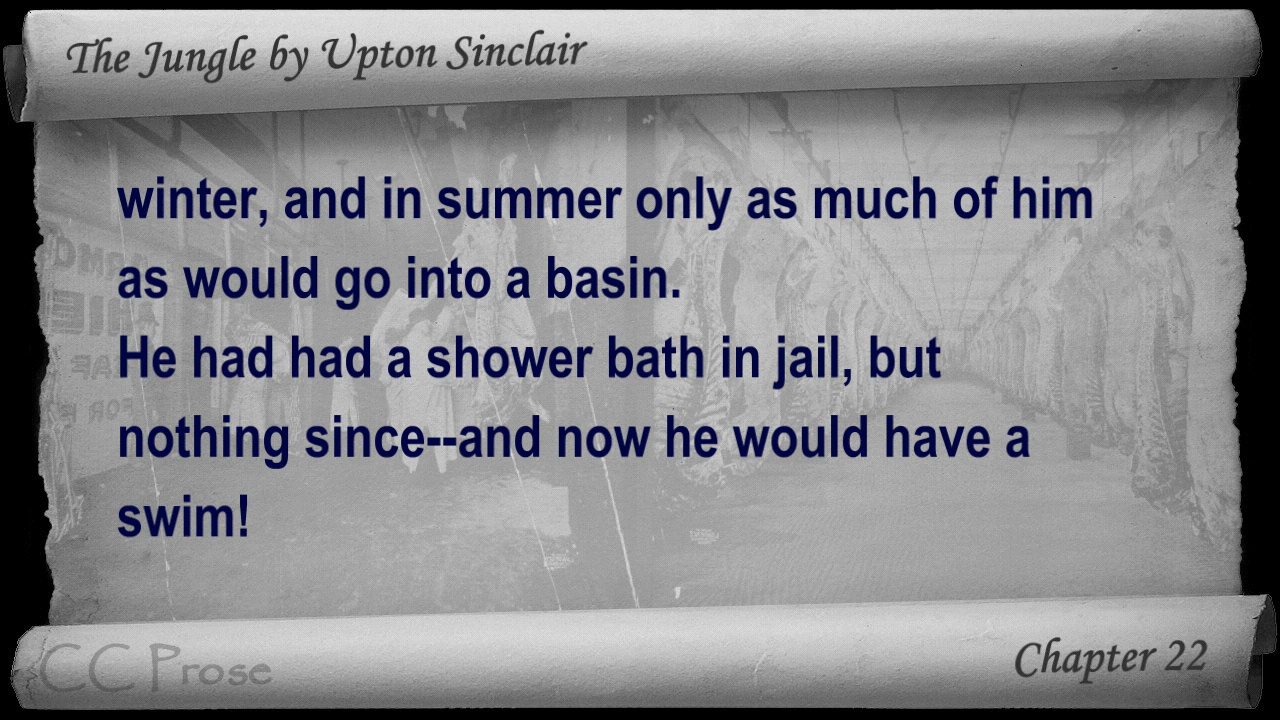 The Jungle by Upton Sinclair
winter, and in summer only as much of him
as would go into a basin.
He had had a shower bath in jail, but
nothing since--and now he would have a
swim!
CC Prose
Chapter 22